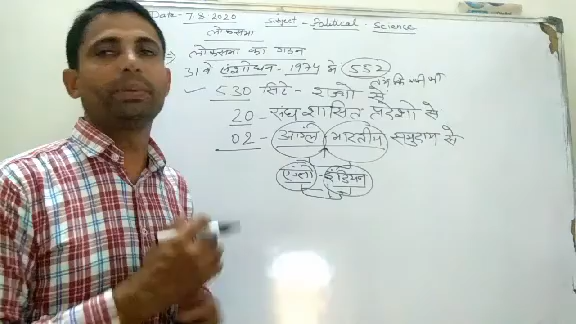 Date- 7.8.2020 Subject - Political - Science
लोकसभा
लोकसभा का गठन
31 वे संशोधन - 1974 मे 552
530 सिटे - राज्यो से
20 - संघ शासित प्रदेशो से
02 - आंग्ल भारतीय समुदाय से
एंग्लो - इंडियन